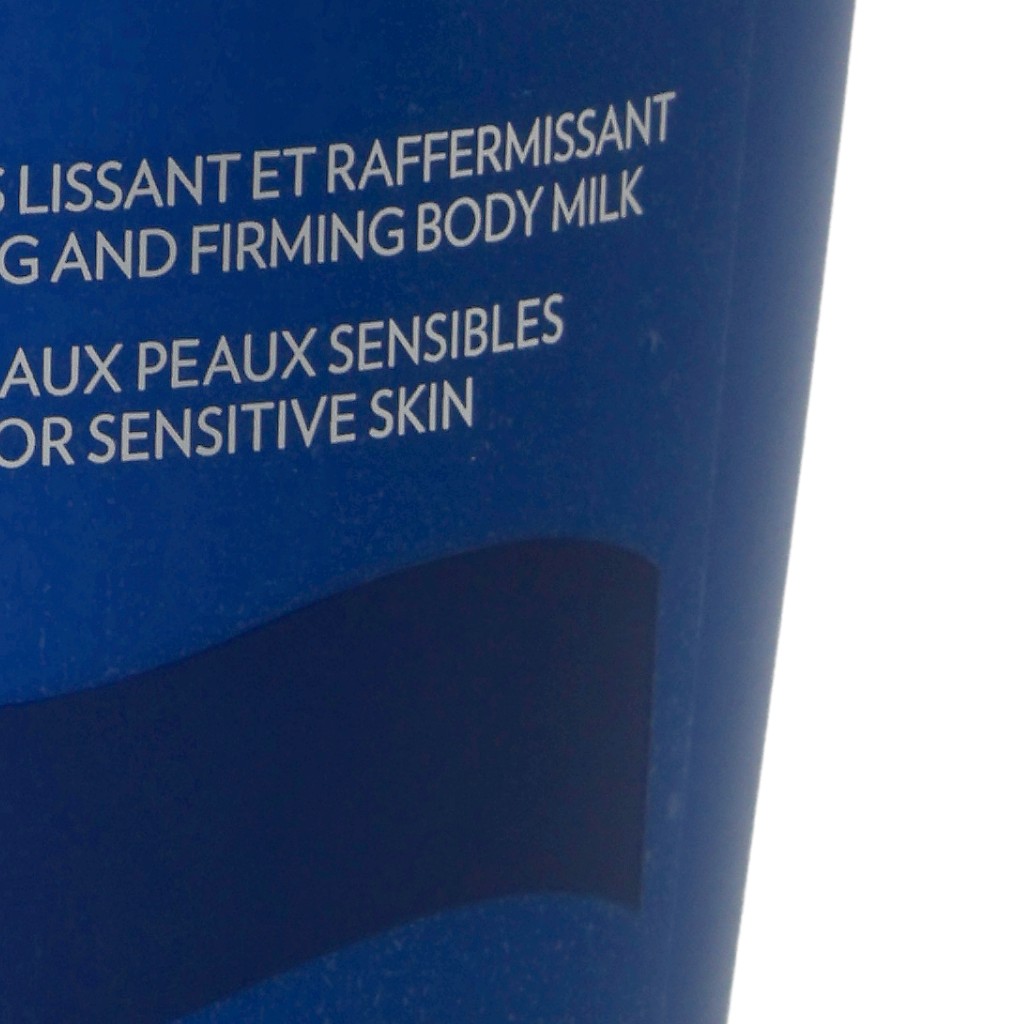 LISSANT ET RAFFERMISSANT
G AND FIRMING BODY MILK
AUX PEAUX SENSIBLES
OR SENSITIVE SKIN